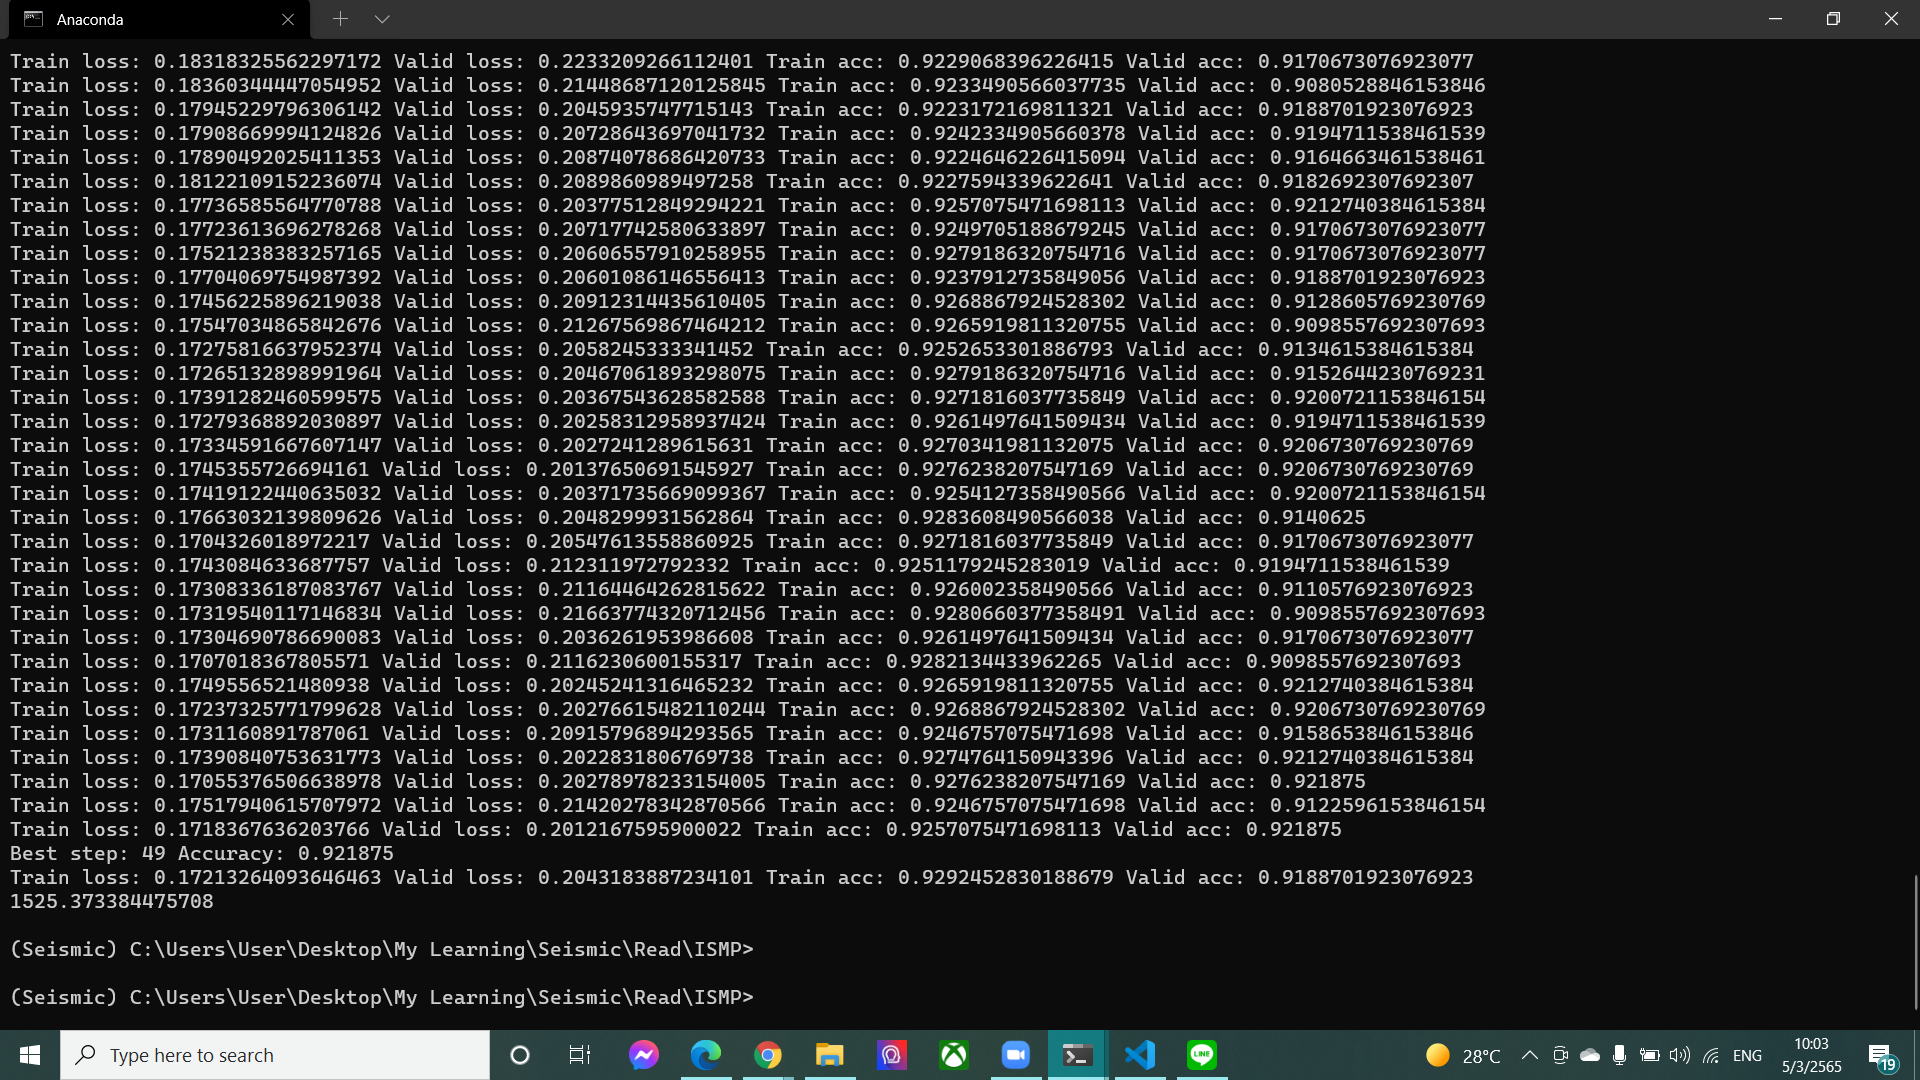 Anaconda
Train loss: 0.18318325562297172 Valid loss: 0.2233209266112401 Train acc: 0.9229068396226415 Valid acc: 0.9170673076923077
Train loss: 0.18360344447054952 Valid loss: 0.21448687120125845 Train acc: 0.9233490566037735 Valid acc: 0.9080528846153846
Train loss: 0.17945229796306142 Valid loss: 0.2045935747715143 Train acc: 0.9223172169811321 Valid acc: 0.9188701923076923
Train loss: 0.17908669994124826 Valid loss: 0.20728643697041732 Train acc: 0.9242334905660378 Valid acc: 0.9194711538461539
Train loss: 0.17890492025411353 Valid loss: 0.20874078686420733 Train acc: 0.9224646226415094 Valid acc: 0.9164663461538461
Train loss: 0.18122109152236074 Valid loss: 0.2089860989497258 Train acc: 0.9227594339622641 Valid acc: 0.9182692307692307
Train loss: 0.17736585564770788 Valid loss: 0.20377512849294221 Train acc: 0.9257075471698113 Valid acc: 0.9212740384615384
Train loss: 0.17723613696278268 Valid loss: 0.20717742580633897 Train acc: 0.9249705188679245 Valid acc: 0.9170673076923077
Train loss: 0.17521238383257165 Valid loss: 0.20606557910258955 Train acc: 0.9279186320754716 Valid acc: 0.9170673076923077
Train loss: 0.17704069754987392 Valid loss: 0.20601086146556413 Train acc: 0.9237912735849056 Valid acc: 0.9188701923076923
Train loss: 0.17456225896219038 Valid loss: 0.20912314435610405 Train acc: 0.9268867924528302 Valid acc: 0.9128605769230769
Train loss: 0.17547034865842676 Valid loss: 0.21267569867464212 Train acc: 0.9265919811320755 Valid acc: 0.9098557692307693
Train loss: 0.17275816637952374 Valid loss: 0.2058245333341452 Train acc: 0.9252653301886793 Valid acc: 0.9134615384615384
Train loss: 0.17265132898991964 Valid loss: 0.20467061893298075 Train acc: 0.9279186320754716 Valid acc: 0.9152644230769231
Train loss: 0.17391282460599575 Valid loss: 0.20367543628582588 Train acc: 0.9271816037735849 Valid acc: 0.9200721153846154
Train loss: 0.17279368892030897 Valid loss: 0.20258312958937424 Train acc: 0.9261497641509434 Valid acc: 0.9194711538461539
Train loss: 0.17334591667607147 Valid loss: 0.2027241289615631 Train acc: 0.9270341981132075 Valid acc: 0.9206730769230769
Train loss: 0.1745355726694161 Valid loss: 0.20137650691545927 Train acc: 0.9276238207547169 Valid acc: 0.9206730769230769
Train loss: 0.17419122440635032 Valid loss: 0.20371735669099367 Train acc: 0.9254127358490566 Valid acc: 0.9200721153846154
Train loss: 0.17663032139809626 Valid loss: 0.2048299931562864 Train acc: 0.9283608490566038 Valid acc: 0.9140625
Train loss: 0.1704326018972217 Valid loss: 0.20547613558860925 Train acc: 0.9271816037735849 Valid acc: 0.9170673076923077
Train loss: 0.1743084633687757 Valid loss: 0.212311972792332 Train acc: 0.9251179245283019 Valid acc: 0.9194711538461539
Train loss: 0.17308336187083767 Valid loss: 0.21164464262815622 Train acc: 0.926002358490566 Valid acc: 0.9110576923076923
Train loss: 0.17319540117146834 Valid loss: 0.21663774320712456 Train acc: 0.9280660377358491 Valid acc: 0.9098557692307693
Train loss: 0.17304690786690083 Valid loss: 0.2036261953986608 Train acc: 0.9261497641509434 Valid acc: 0.9170673076923077
Train loss: 0.1707018367805571 Valid loss: 0.2116230600155317 Train acc: 0.9282134433962265 Valid acc: 0.9098557692307693
Train loss: 0.1749556521480938 Valid loss: 0.20245241316465232 Train acc: 0.9265919811320755 Valid acc: 0.9212740384615384
Train loss: 0.17237325771799628 Valid loss: 0.20276615482110244 Train acc: 0.9268867924528302 Valid acc: 0.9206730769230769
Train loss: 0.1731160891787061 Valid loss: 0.20915796894293565 Train acc: 0.9246757075471698 Valid acc: 0.9158653846153846
Train loss: 0.17390840753631773 Valid loss: 0.2022831806769738 Train acc: 0.9274764150943396 Valid acc: 0.9212740384615384
Train loss: 0.17055376506638978 Valid loss: 0.20278978233154005 Train acc: 0.9276238207547169 Valid acc: 0.921875
Train loss: 0.17517940615707972 Valid loss: 0.21420278342870566 Train acc: 0.9246757075471698 Valid acc: 0.9122596153846154
Train loss: 0.1718367636203766 Valid loss: 0.2012167595900022 Train acc: 0.9257075471698113 Valid acc: 0.921875
Best step: 49 Accuracy: 0.921875
Train loss: 0.17213264093646463 Valid loss: 0.2043183887234101 Train acc: 0.9292452830188679 Valid acc: 0.9188701923076923
1525.373384475708
(Seismic) C:\Users\User\Desktop\My Learning\Seismic\Read\ISMP>
(Seismic) C:\Users\User\Desktop\My Learning\Seismic\Read\ISMP>
Type here to search
LINE
28°C
ENG
10:03
5/3/2565
19